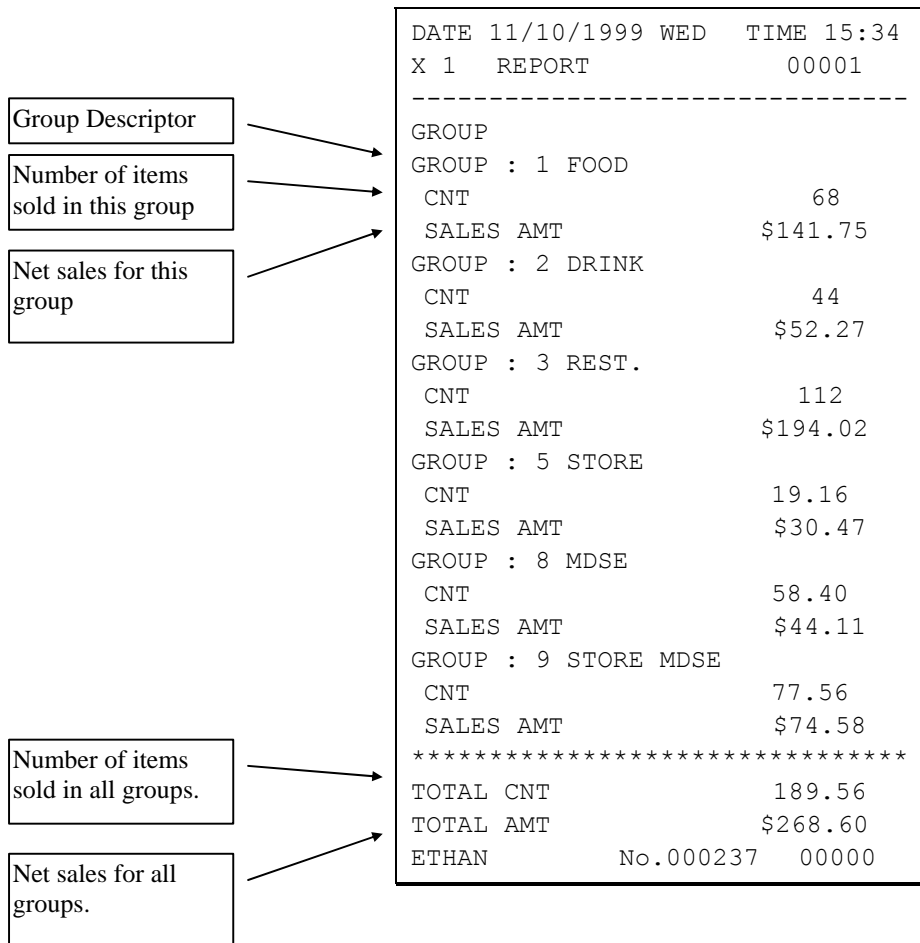 Group Descriptor
Number of items
sold in this group
Net sales for this
group
Number of items
sold in all groups.
Net sales for all
groups.
DATE 11/10/1999 WED TIME 15:34
X 1 REPORT 00001
--------------------------------
GROUP
GROUP : 1 FOOD
CNT 68
SALES AMT $141.75
GROUP : 2 DRINK
CNT 44
SALES AMT $52.27
GROUP : 3 REST.
CNT 112
SALES AMT $194.02
GROUP : 5 STORE
CNT 19.16
SALES AMT $30.47
GROUP : 8 MDSE
CNT 58.40
SALES AMT $44.11
GROUP : 9 STORE MDSE
CNT 77.56
SALES AMT $74.58
********************************
TOTAL CNT 189.56
TOTAL AMT $268.60
ETHAN No.000237 00000